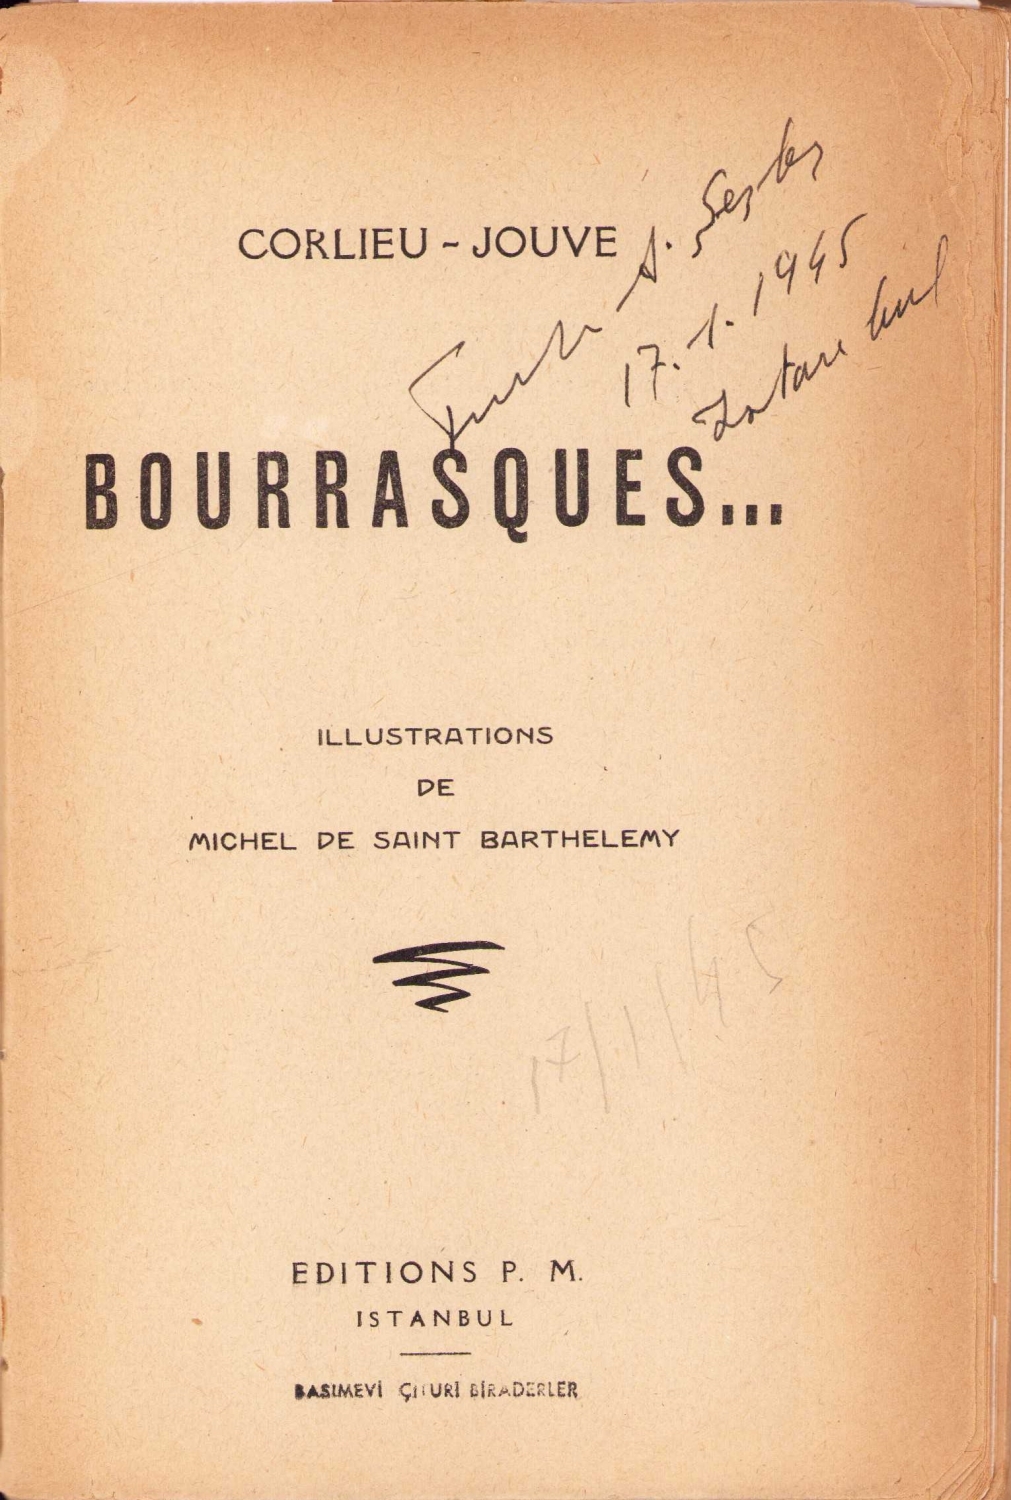 CORLIEU - JOUVE
17.1.1945
BOURRASQUES...
ILLUSTRATIONS
DE
MICHEL DE SAINT BARTHELEMY
17/1/45
EDITIONS P. M.
ISTANBUL
BASIMEVİ ÇITURİ BİRADERLER